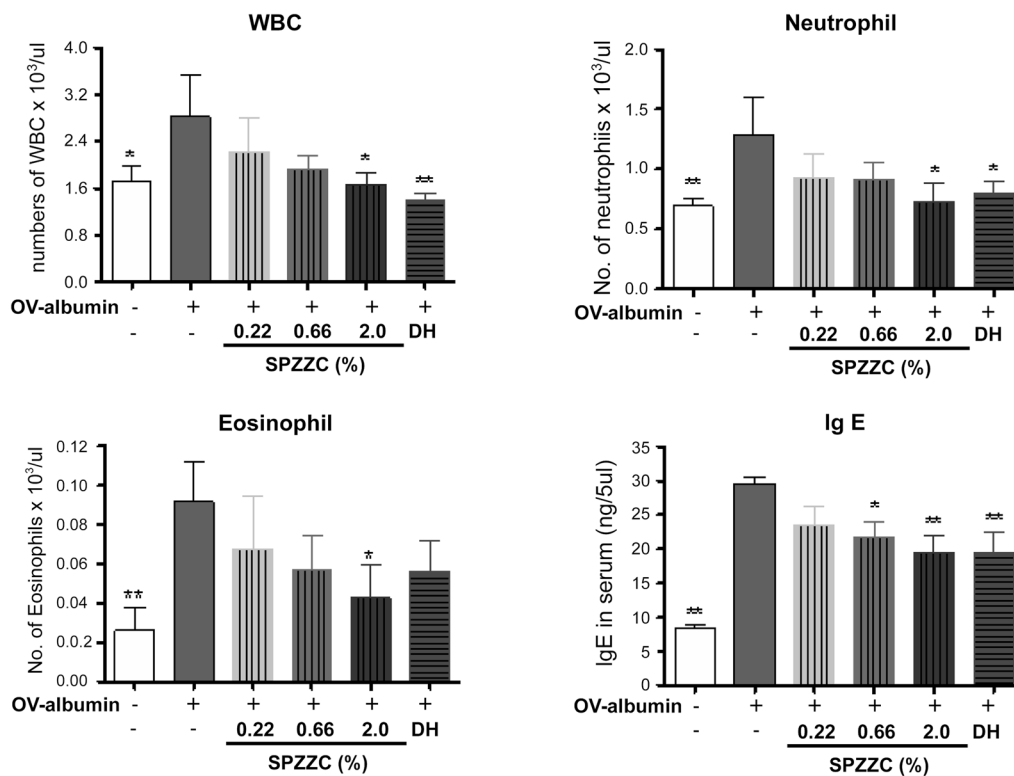 WBC
numbers of WBC x 10³/ul
4.0
3.2
2.4
1.6
0.8
0.0
* * **
OV-albumin - + + + + +
- - 0.22 0.66 2.0 DH
SPZZC (%)
Neutrophil
No. of neutrophiis x 10³/ul
2.0
1.5
1.0
0.5
0.0
** * *
OV-albumin - + + + + +
- - 0.22 0.66 2.0 DH
SPZZC (%)
Eosinophil
No. of Eosinophils x 10³/ul
0.12
0.10
0.08
0.06
0.04
0.02
0.00
** *
OV-albumin - + + + + +
- - 0.22 0.66 2.0 DH
SPZZC (%)
Ig E
IgE in serum (ng/5ul)
35
30
25
20
15
10
5
0
** * ** **
OV-albumin - + + + + +
- - 0.22 0.66 2.0 DH
SPZZC (%)